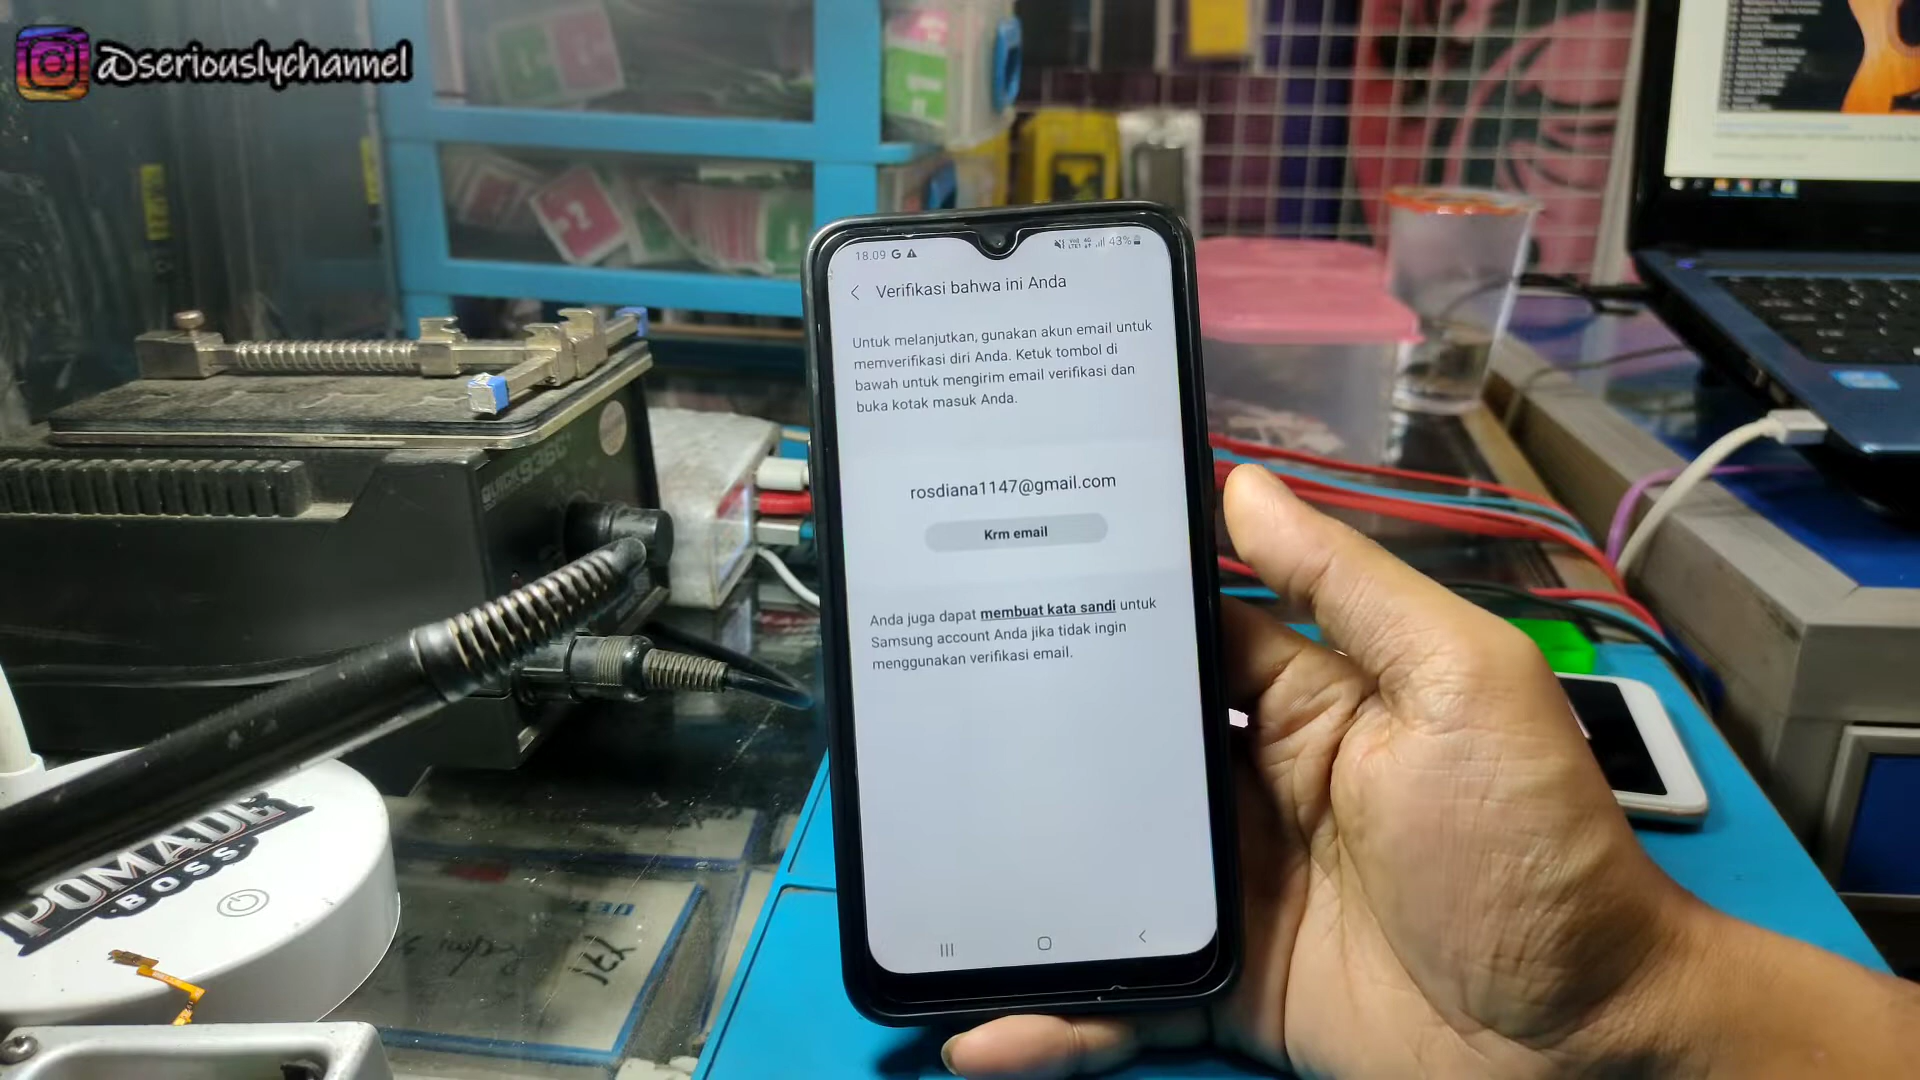 @seriouslychannel
18.09
43%
Verifikasi bahwa ini Anda
Untuk melanjutkan, gunakan akun email untuk
memverifikasi diri Anda. Ketuk tombol di
bawah untuk mengirim email verifikasi dan
buka kotak masuk Anda.
rosdiana1147@gmail.com
Krm email
Anda juga dapat membuat kata sandi untuk
Samsung account Anda jika tidak ingin
menggunakan verifikasi email.
QUICK936C+
POMADE
BOSS